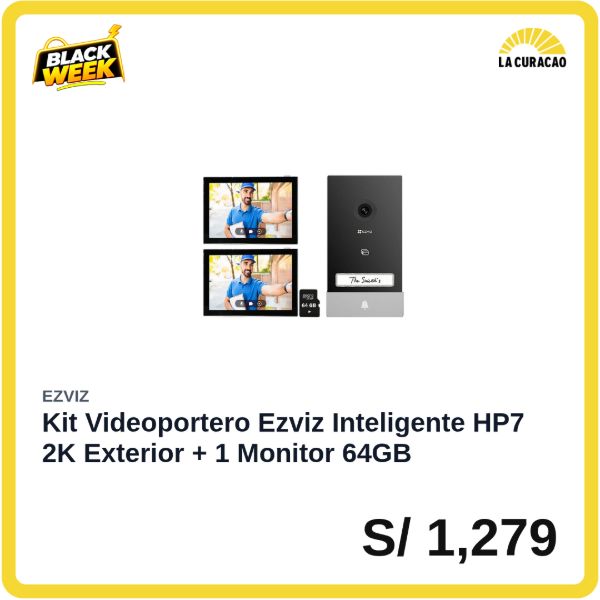 BLACK
WEEK
LA CURACAO
EZVIZ
The Smith's
64 GB
EZVIZ
Kit Videoportero Ezviz Inteligente HP7
2K Exterior + 1 Monitor 64GB
S/ 1,279